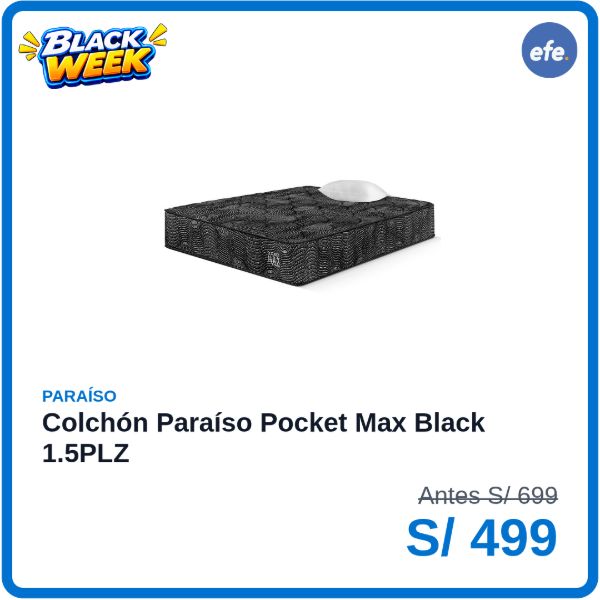 BLACK
WEEK
efe.
PARAÍSO
Colchón Paraíso Pocket Max Black
1.5PLZ
Antes S/ 699
S/ 499